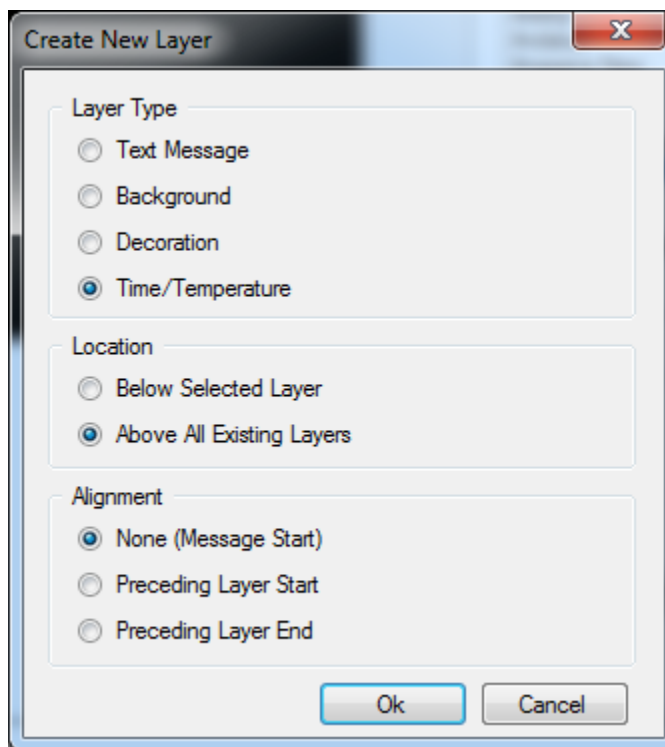 Create New Layer
Layer Type
Text Message
Background
Decoration
Time/Temperature
Location
Below Selected Layer
Above All Existing Layers
Alignment
None (Message Start)
Preceding Layer Start
Preceding Layer End
Ok
Cancel